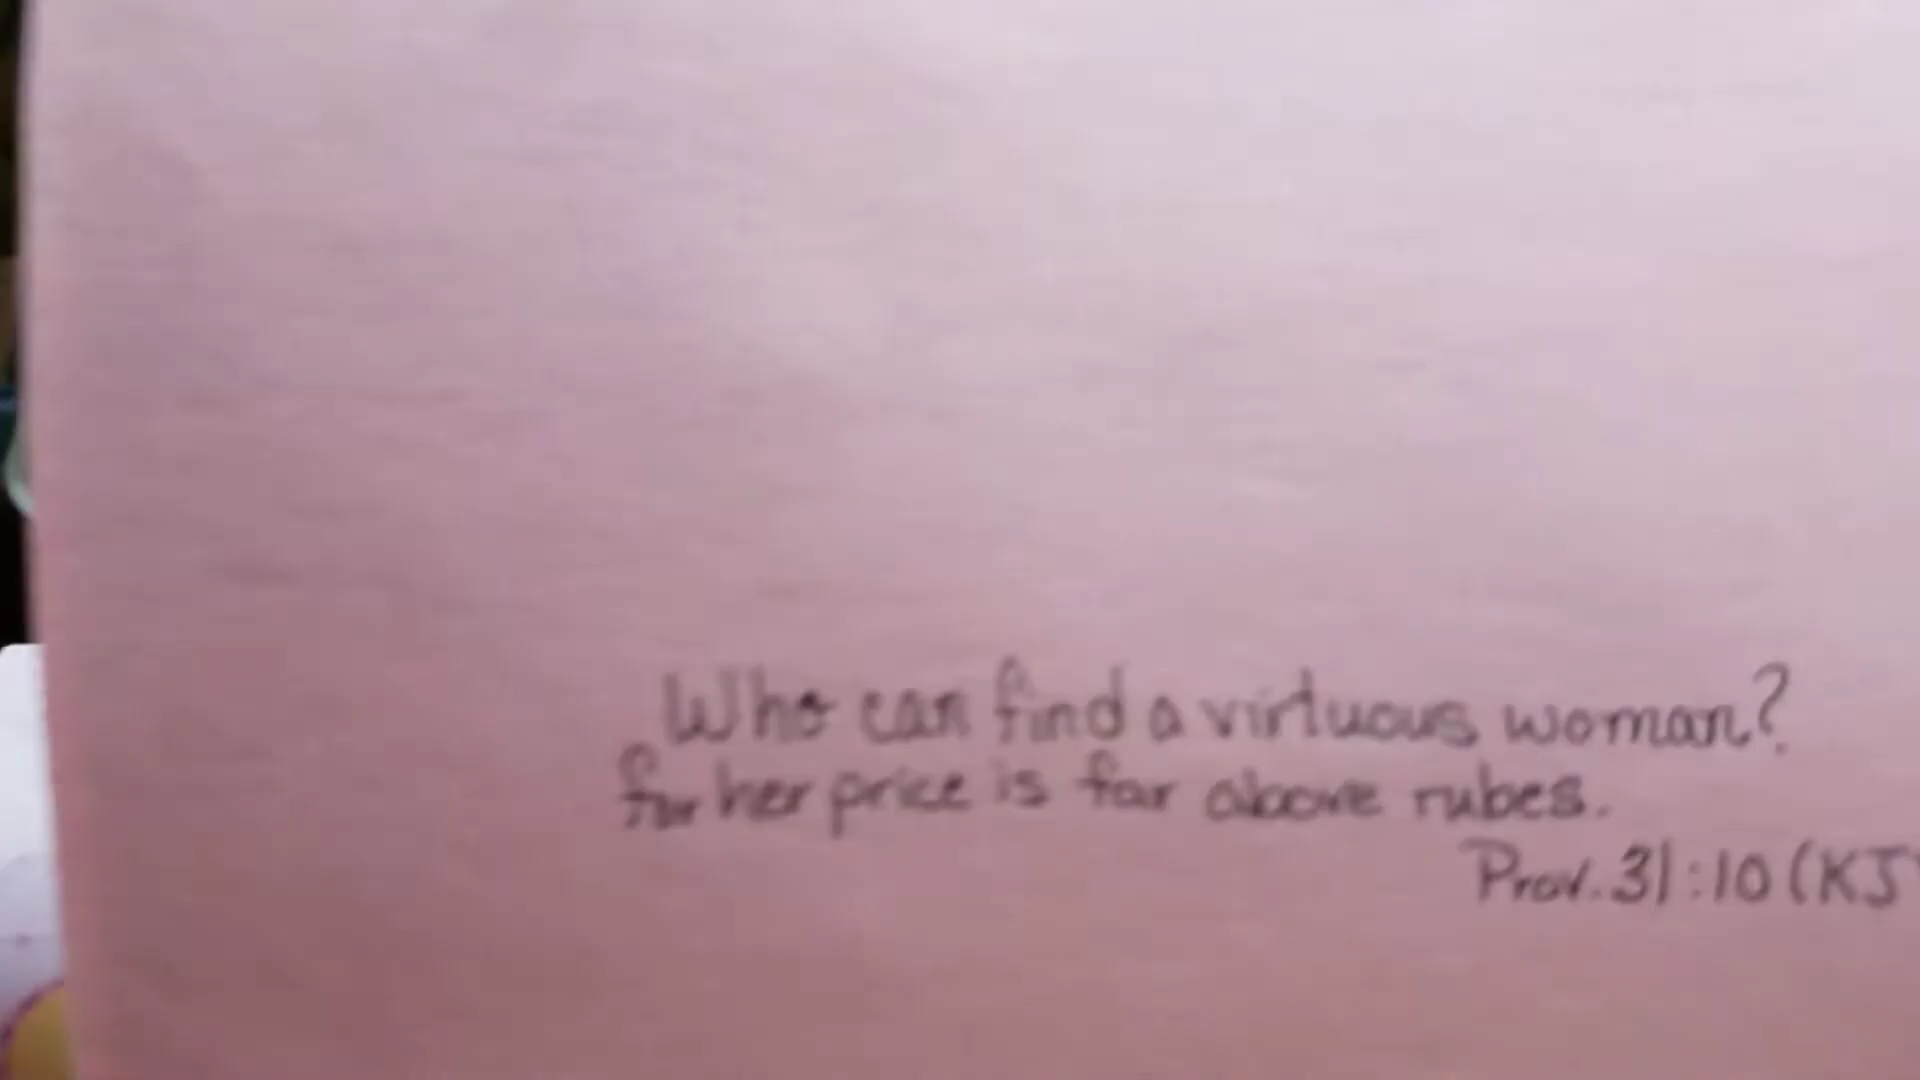 Who can find a virtuous woman?
for her price is far above rubes.
Prov. 31:10 (KJ